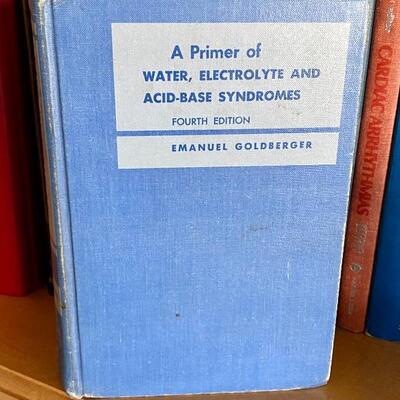 A Primer of
WATER, ELECTROLYTE AND
ACID-BASE SYNDROMES
FOURTH EDITION
EMANUEL GOLDBERGER
CARDIAC ARRHYTHMIAS